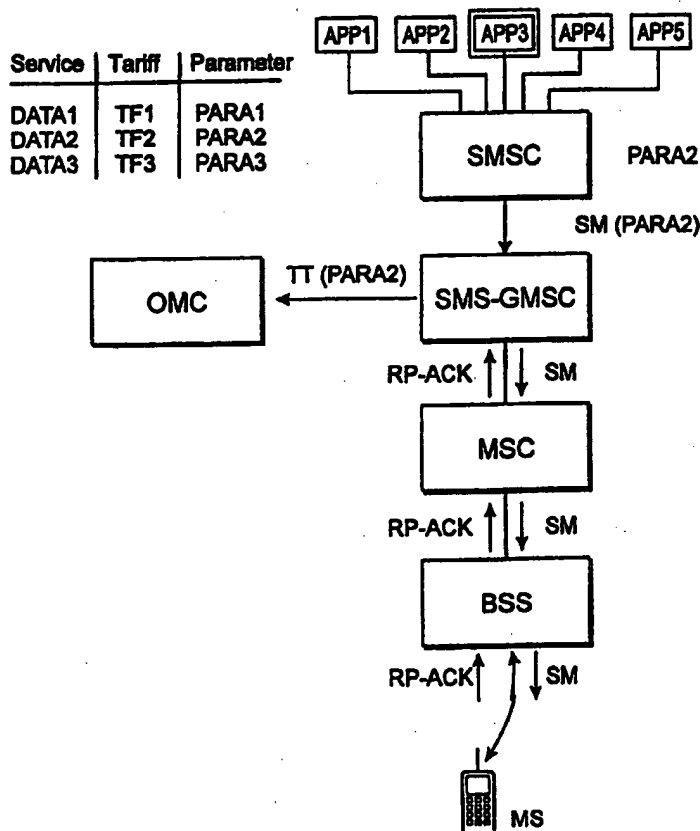 APP1 APP2 APP3 APP4 APP5
Service Tariff Parameter
DATA1 TF1 PARA1
DATA2 TF2 PARA2
DATA3 TF3 PARA3
SMSC
PARA2
SM (PARA2)
TT (PARA2)
OMC
SMS-GMSC
RP-ACK SM
MSC
RP-ACK SM
BSS
RP-ACK SM
MS